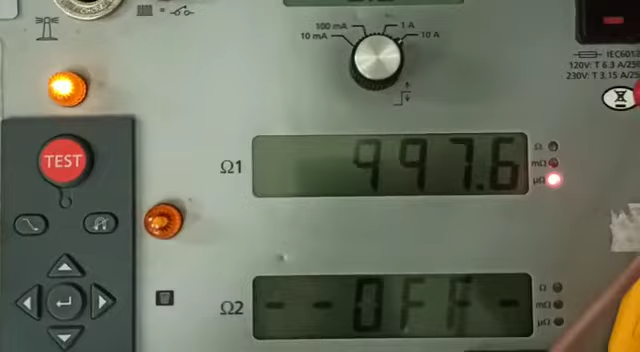 100 mA
1 A
10 mA
10 A
IEC6012
120V: T 6.3 A/25
230V: T 3.15 A/25
TEST
Ω1
997.6
Ω
mΩ
μΩ
Ω2
--OFF-
Ω
mΩ
μΩ